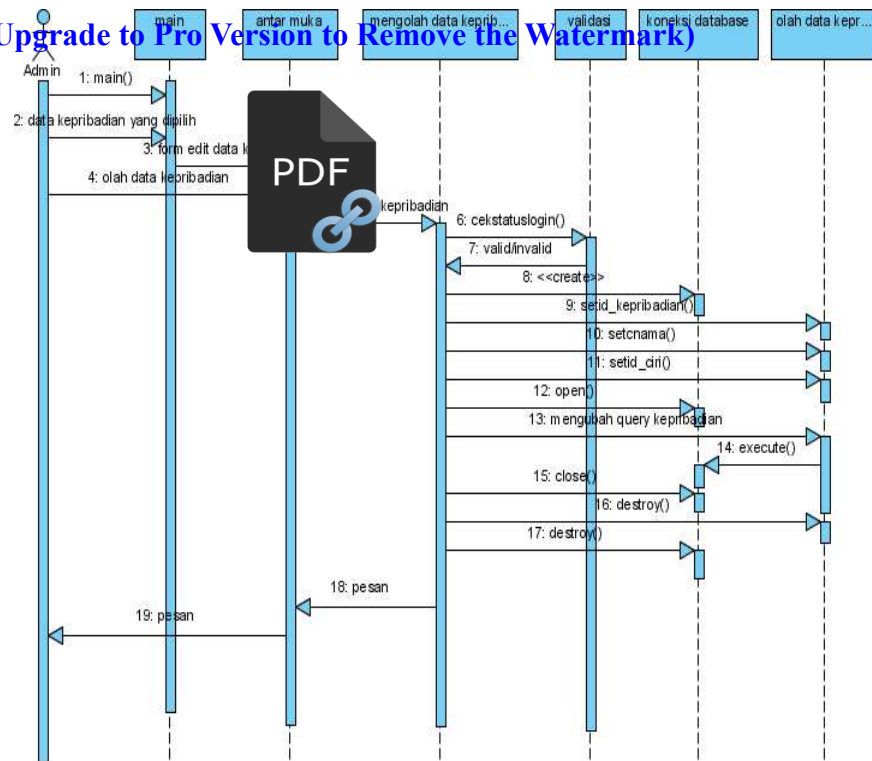 Upgrade to Pro Version to Remove the Watermark)
main
antar muka
mengolah data keprib...
validasi
koneksi database
olah data kepr...
Admin
1: main()
2: data kepribadian yang dipilih
3: form edit data k
PDF
4: olah data kepribadian
kepribadian
6: cekstatuslogin()
7: valid/invalid
8: <<create>>
9: setid_kepribadian()
10: setcnama()
11: setid_ciri()
12: open()
13: mengubah query kepribadian
14: execute()
15: close()
16: destroy()
17: destroy()
18: pesan
19: pesan